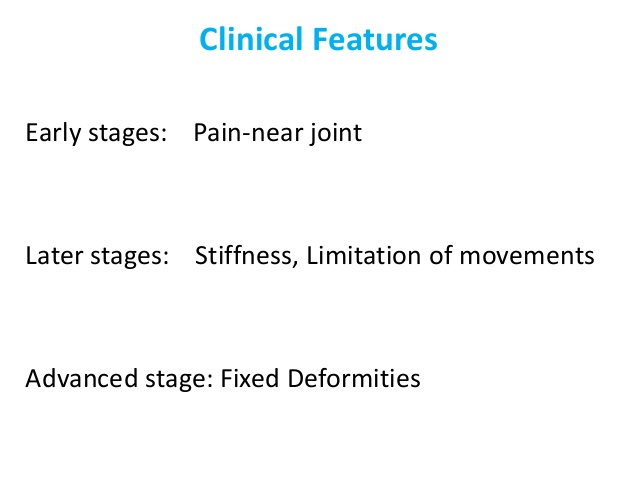 Clinical Features
Early stages: Pain-near joint
Later stages: Stiffness, Limitation of movements
Advanced stage: Fixed Deformities